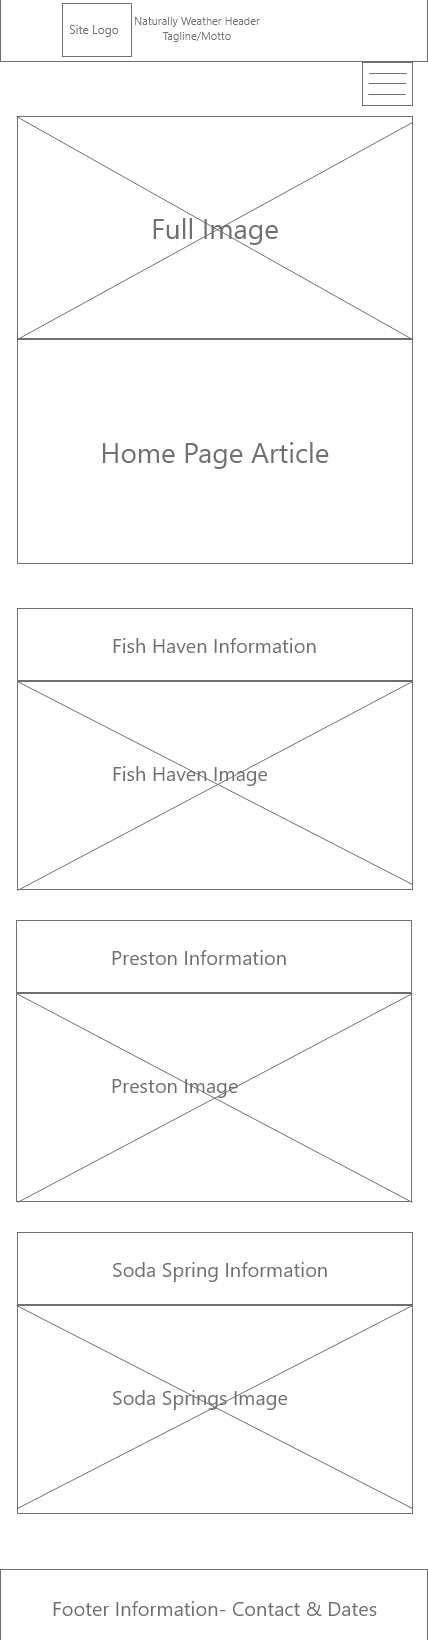 Site Logo
Naturally Weather Header
Tagline/Motto
Full Image
Home Page Article
Fish Haven Information
Fish Haven Image
Preston Information
Preston Image
Soda Spring Information
Soda Springs Image
Footer Information- Contact & Dates